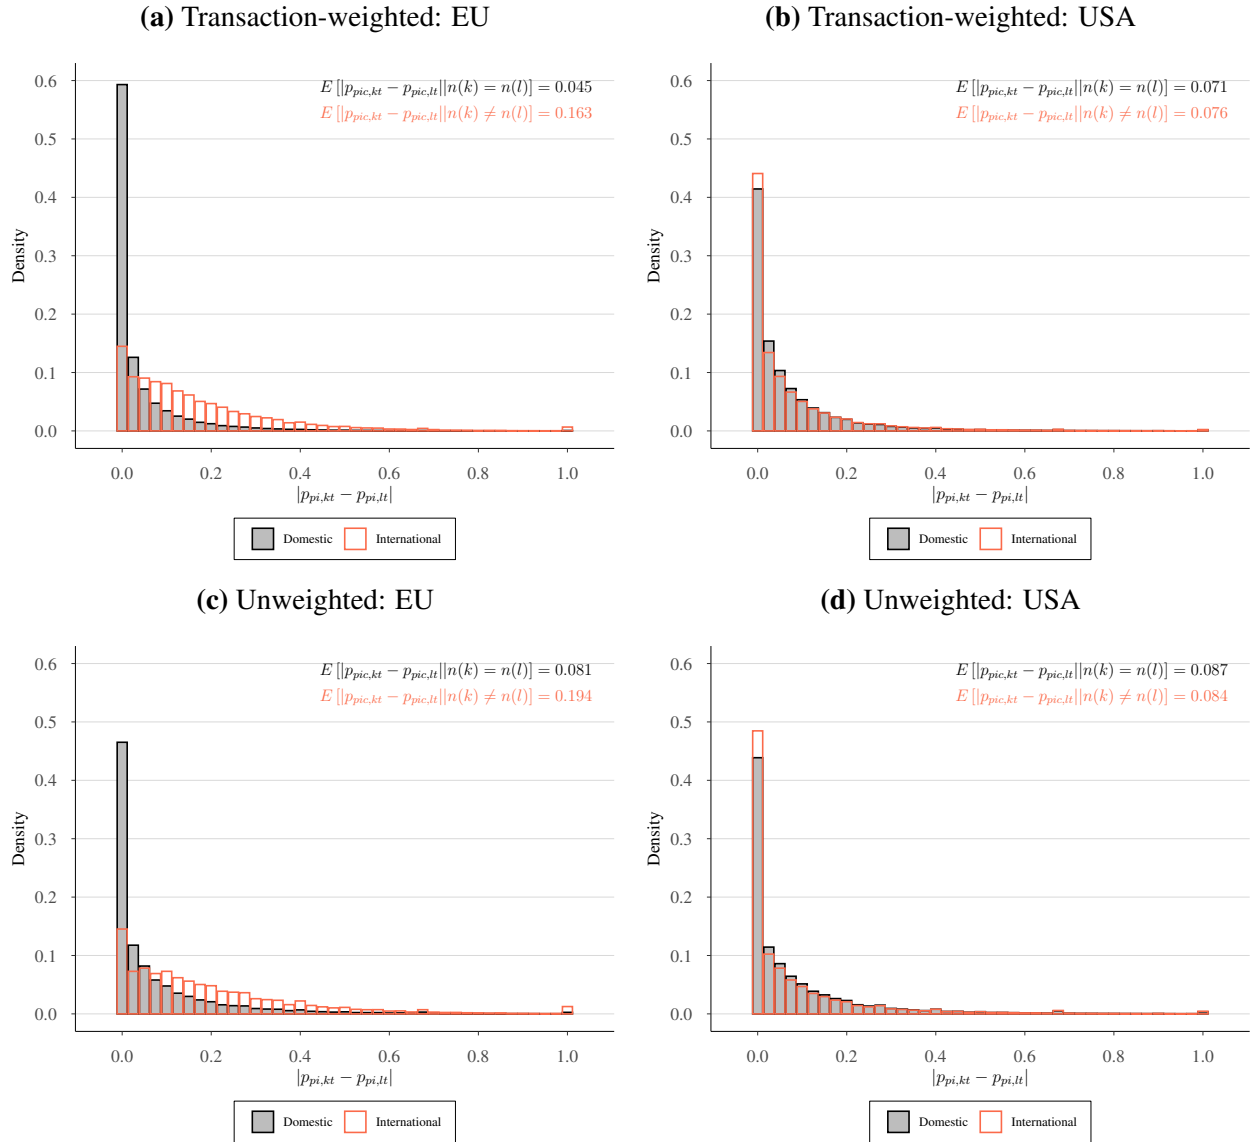 (a) Transaction-weighted: EU
E [|p_{pic,kt} − p_{pic,lt}||n(k) = n(l)] = 0.045
E [|p_{pic,kt} − p_{pic,lt}||n(k) ≠ n(l)] = 0.163
Density
0.6
0.5
0.4
0.3
0.2
0.1
0.0
0.0 0.2 0.4 0.6 0.8 1.0
|p_{pi,kt} − p_{pi,lt}|
Domestic International
(b) Transaction-weighted: USA
E [|p_{pic,kt} − p_{pic,lt}||n(k) = n(l)] = 0.071
E [|p_{pic,kt} − p_{pic,lt}||n(k) ≠ n(l)] = 0.076
Density
0.6
0.5
0.4
0.3
0.2
0.1
0.0
0.0 0.2 0.4 0.6 0.8 1.0
|p_{pi,kt} − p_{pi,lt}|
Domestic International
(c) Unweighted: EU
E [|p_{pic,kt} − p_{pic,lt}||n(k) = n(l)] = 0.081
E [|p_{pic,kt} − p_{pic,lt}||n(k) ≠ n(l)] = 0.194
Density
0.6
0.5
0.4
0.3
0.2
0.1
0.0
0.0 0.2 0.4 0.6 0.8 1.0
|p_{pi,kt} − p_{pi,lt}|
Domestic International
(d) Unweighted: USA
E [|p_{pic,kt} − p_{pic,lt}||n(k) = n(l)] = 0.087
E [|p_{pic,kt} − p_{pic,lt}||n(k) ≠ n(l)] = 0.084
Density
0.6
0.5
0.4
0.3
0.2
0.1
0.0
0.0 0.2 0.4 0.6 0.8 1.0
|p_{pi,kt} − p_{pi,lt}|
Domestic International